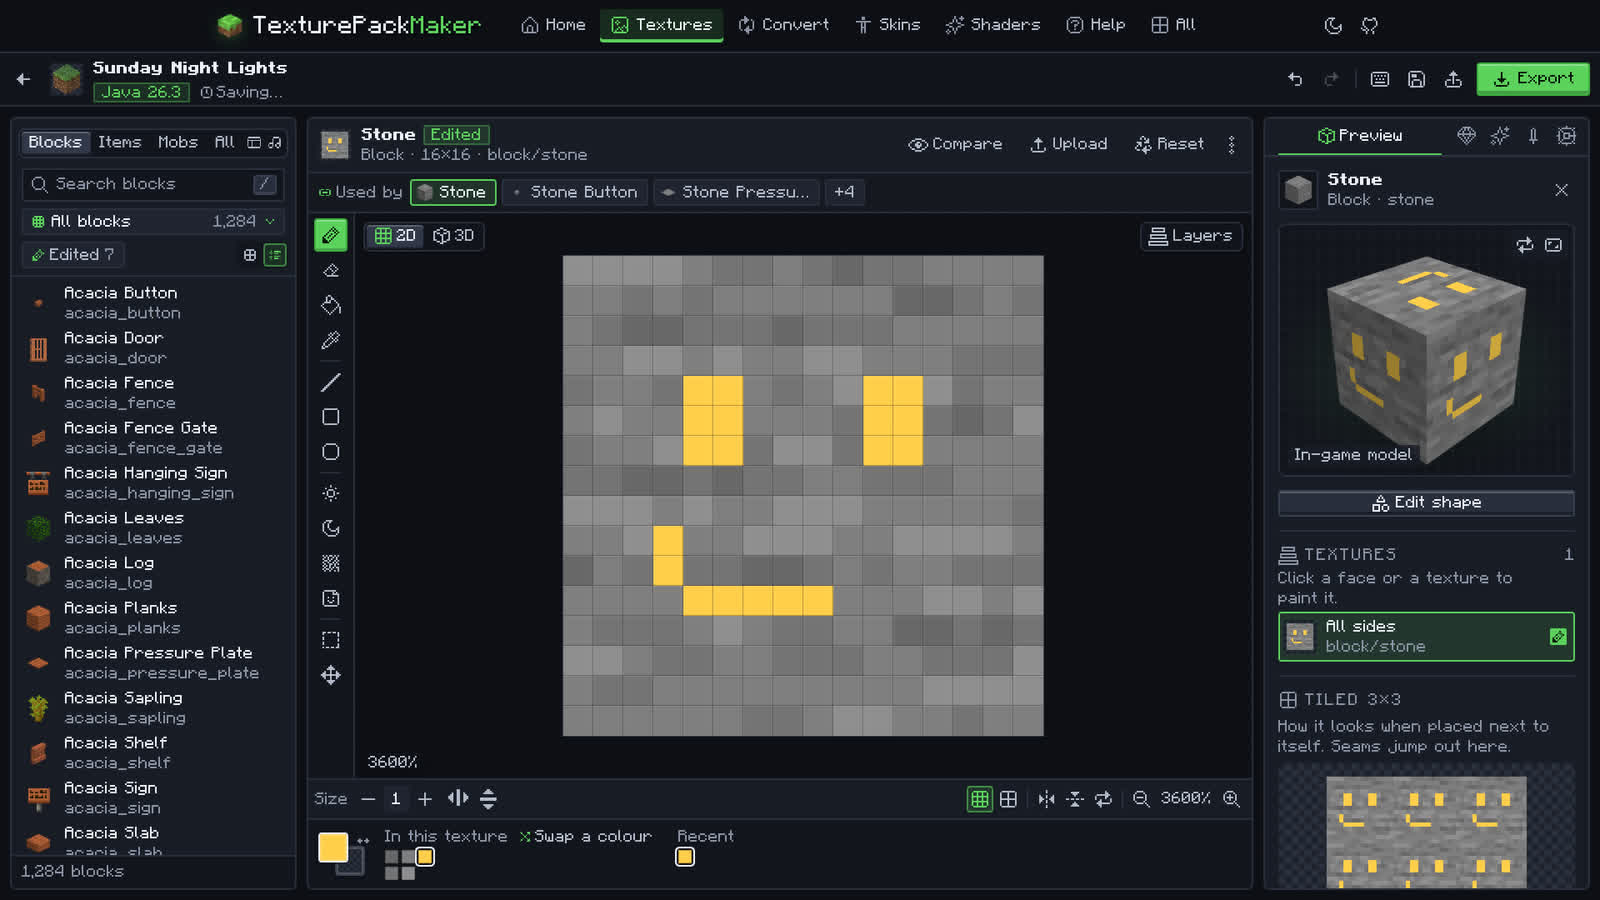 TexturePackMaker
Home
Textures
Convert
Skins
Shaders
Help
All
Sunday Night Lights
Java 26.3
Saving...
Export
Blocks
Items
Mobs
All
Search blocks
/
All blocks
1,284
Edited 7
Acacia Button
acacia_button
Acacia Door
acacia_door
Acacia Fence
acacia_fence
Acacia Fence Gate
acacia_fence_gate
Acacia Hanging Sign
acacia_hanging_sign
Acacia Leaves
acacia_leaves
Acacia Log
acacia_log
Acacia Planks
acacia_planks
Acacia Pressure Plate
acacia_pressure_plate
Acacia Sapling
acacia_sapling
Acacia Shelf
acacia_shelf
Acacia Sign
acacia_sign
Acacia Slab
acacia_slab
1,284 blocks
Stone
Edited
Block · 16×16 · block/stone
Compare
Upload
Reset
Used by
Stone
Stone Button
Stone Pressu...
+4
2D
3D
Layers
3600%
Size
1
3600%
In this texture
Swap a colour
Recent
Preview
Stone
Block · stone
In-game model
Edit shape
TEXTURES
1
Click a face or a texture to
paint it.
All sides
block/stone
TILED 3×3
How it looks when placed next to
itself. Seams jump out here.